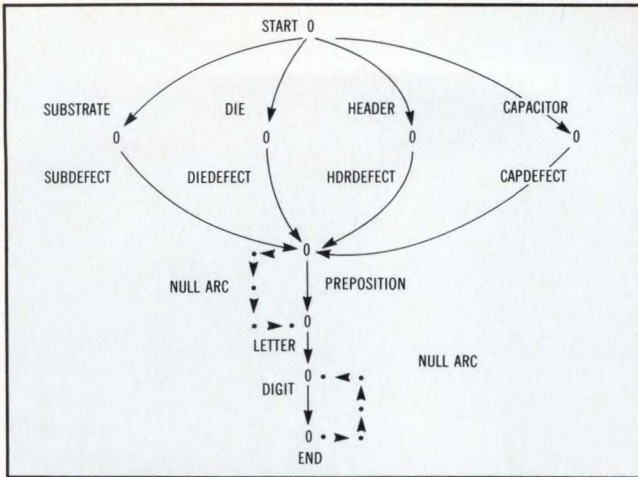 START 0
SUBSTRATE DIE HEADER CAPACITOR
0 0 0 0
SUBDEFECT DIEDEFECT HDRDEFECT CAPDEFECT
0
NULL ARC PREPOSITION
0
LETTER
NULL ARC
0
DIGIT
0
END